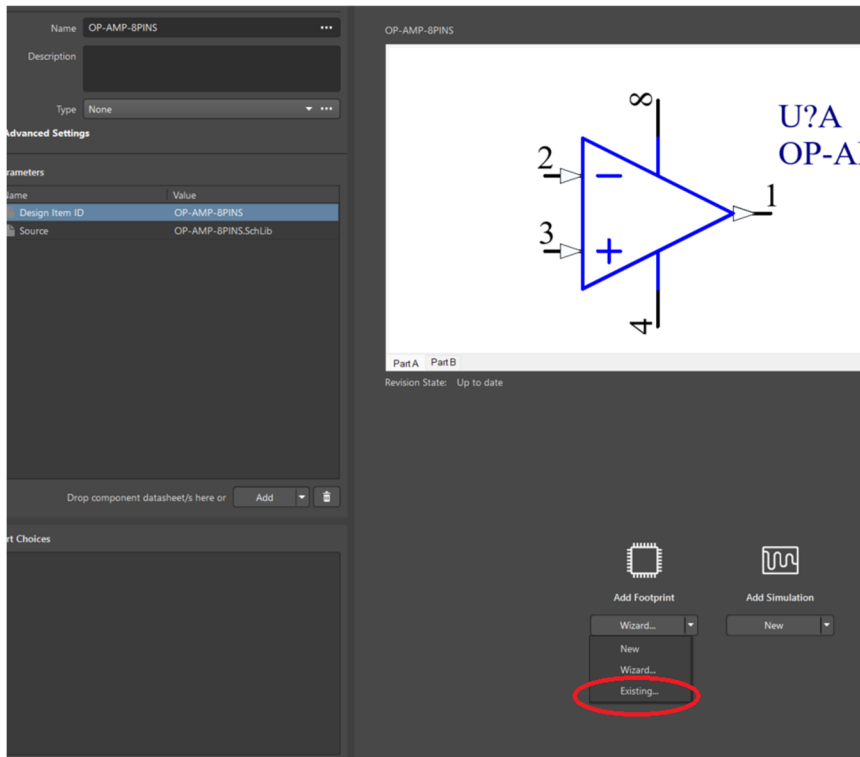 Name OP-AMP-8PINS ...
Description
Type None ...
Advanced Settings
rameters
Name Value
Design Item ID OP-AMP-8PINS
Source OP-AMP-8PINS.SchLib
Drop component datasheet/s here or Add
rt Choices
OP-AMP-8PINS
8
U?A
2
OP-A
1
3
4
Part A Part B
Revision State: Up to date
Add Footprint Add Simulation
Wizard... New
New
Wizard...
Existing...